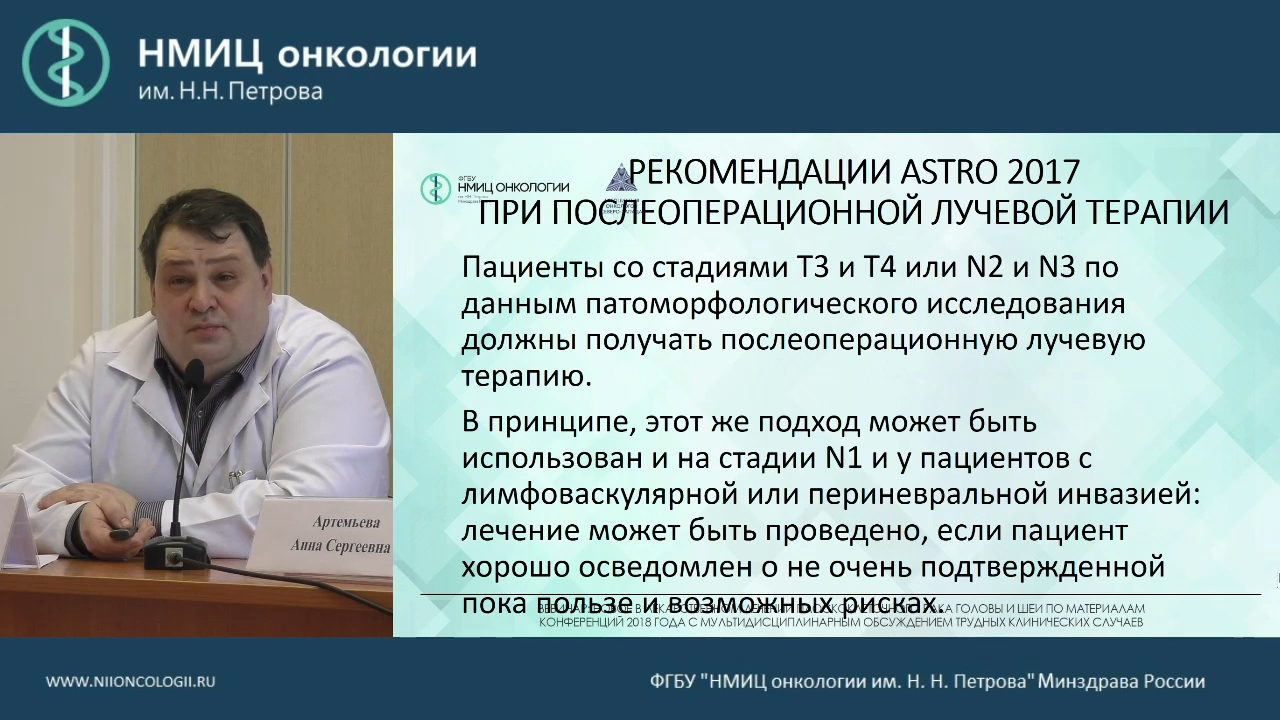 НМИЦ онкологии
им. Н.Н. Петрова
ФГБУ
НМИЦ ОНКОЛОГИИ
РЕКОМЕНДАЦИИ ASTRO 2017
ПРИ ПОСЛЕОПЕРАЦИОННОЙ ЛУЧЕВОЙ ТЕРАПИИ
Пациенты со стадиями Т3 и Т4 или N2 и N3 по
данным патоморфологического исследования
должны получать послеоперационную лучевую
терапию.
В принципе, этот же подход может быть
использован и на стадии N1 и у пациентов с
лимфоваскулярной или периневральной инвазией:
лечение может быть проведено, если пациент
хорошо осведомлен о не очень подтвержденной
пока пользе и возможных рисках.
ГОЛОВЫ И ШЕИ ПО МАТЕРИАЛАМ
КОНФЕРЕНЦИЙ 2018 ГОДА С МУЛЬТИДИСЦИПЛИНАРНЫМ ОБСУЖДЕНИЕМ ТРУДНЫХ КЛИНИЧЕСКИХ СЛУЧАЕВ
Артемьева
Анна Сергеевна
WWW.NIIONCOLOGII.RU
ФГБУ "НМИЦ онкологии им. Н. Н. Петрова" Минздрава России